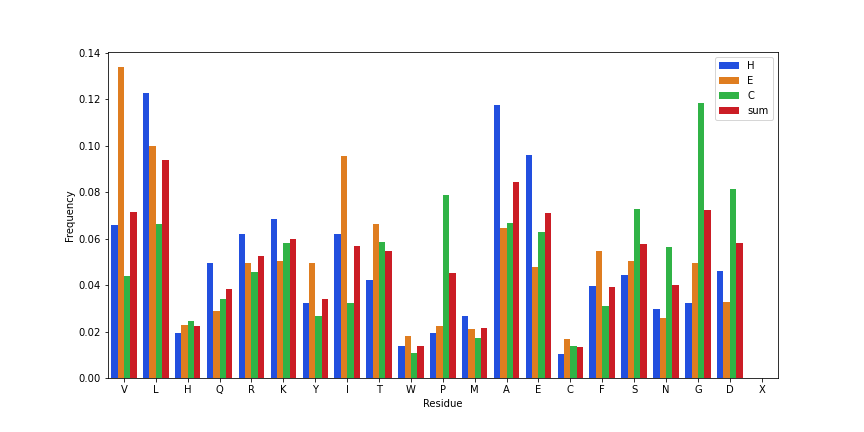 0.14
0.12
0.10
0.08
0.06
0.04
0.02
0.00
Frequency
H
E
C
sum
V L H Q R K Y I T W P M A E C F S N G D X
Residue